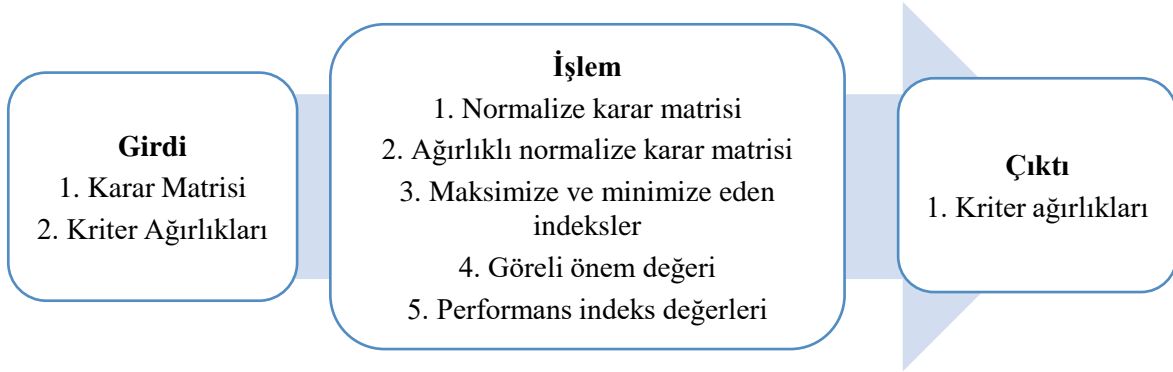 Girdi
1. Karar Matrisi
2. Kriter Ağırlıkları
İşlem
1. Normalize karar matrisi
2. Ağırlıklı normalize karar matrisi
3. Maksimize ve minimize eden
indeksler
4. Göreli önem değeri
5. Performans indeks değerleri
Çıktı
1. Kriter ağırlıkları